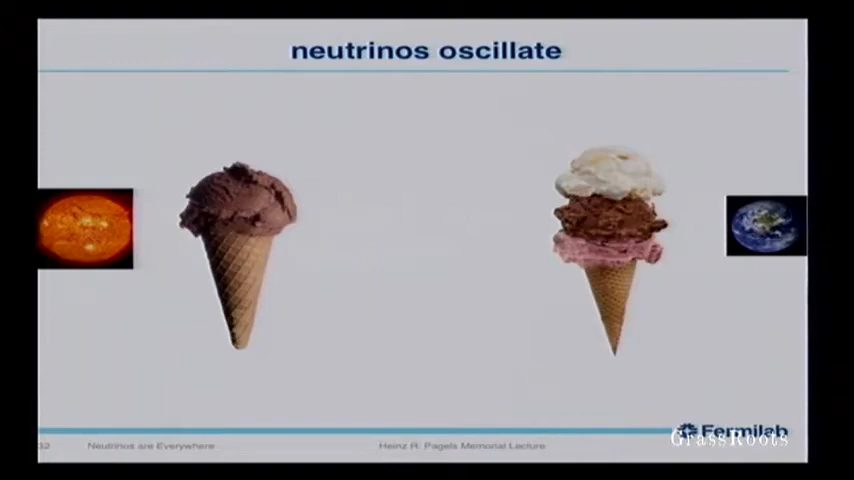 neutrinos oscillate
Fermilab
GrassRoots
32 Neutrinos are Everywhere Heinz R. Pagels Memorial Lecture